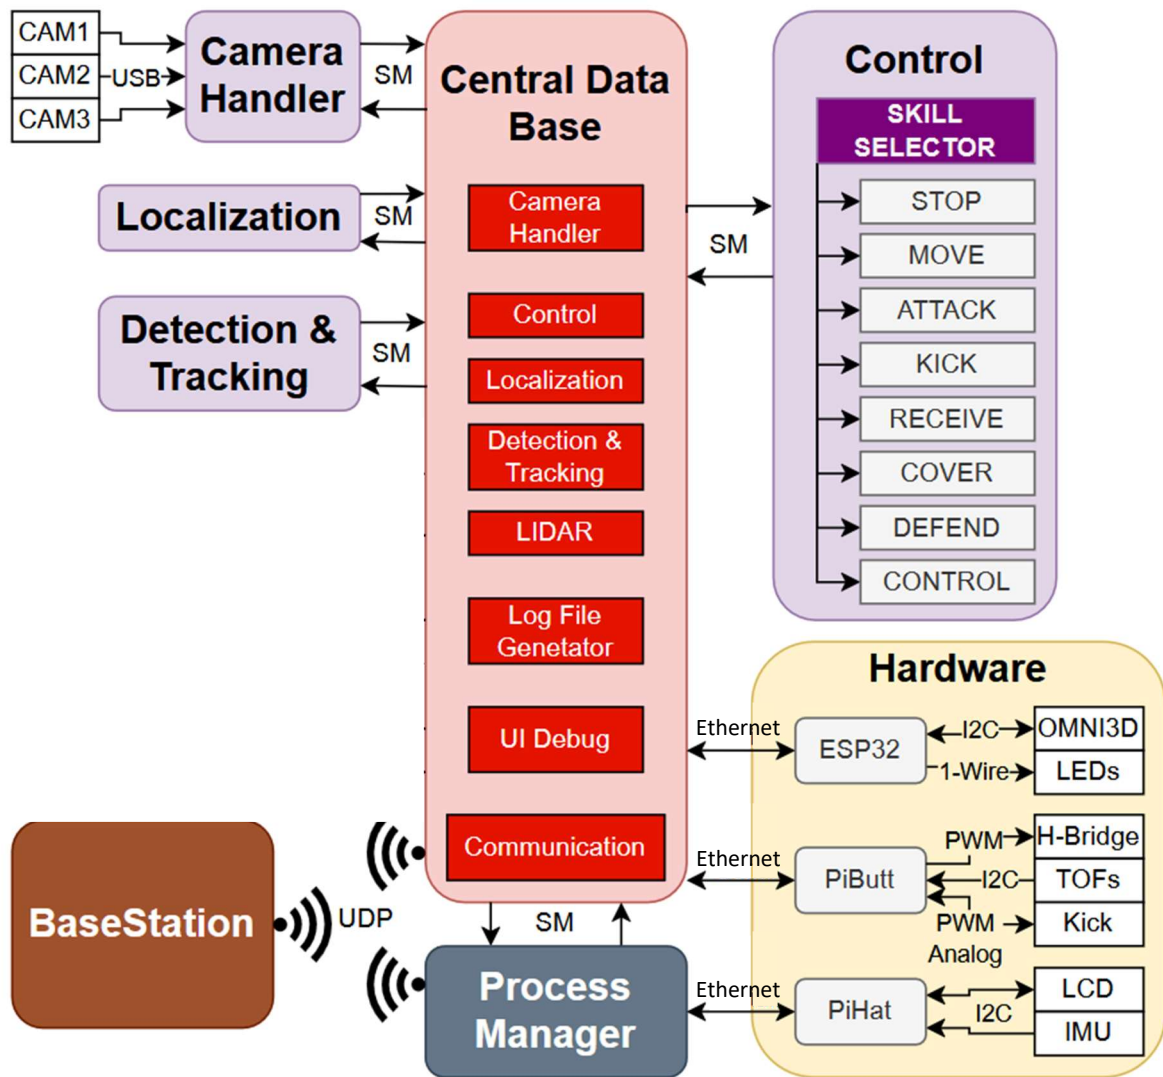 CAM1
CAM2
CAM3
USB
Camera
Handler
SM
Localization
SM
Detection &
Tracking
SM
Central Data
Base
Camera
Handler
Control
Localization
Detection &
Tracking
LIDAR
Log File
Genetator
UI Debug
Communication
SM
Control
SKILL
SELECTOR
STOP
MOVE
ATTACK
KICK
RECEIVE
COVER
DEFEND
CONTROL
Hardware
Ethernet
ESP32
I2C
OMNI3D
1-Wire
LEDs
Ethernet
PiButt
PWM
H-Bridge
I2C
TOFs
PWM
Analog
Kick
Ethernet
PiHat
I2C
LCD
IMU
BaseStation
UDP
SM
Process
Manager